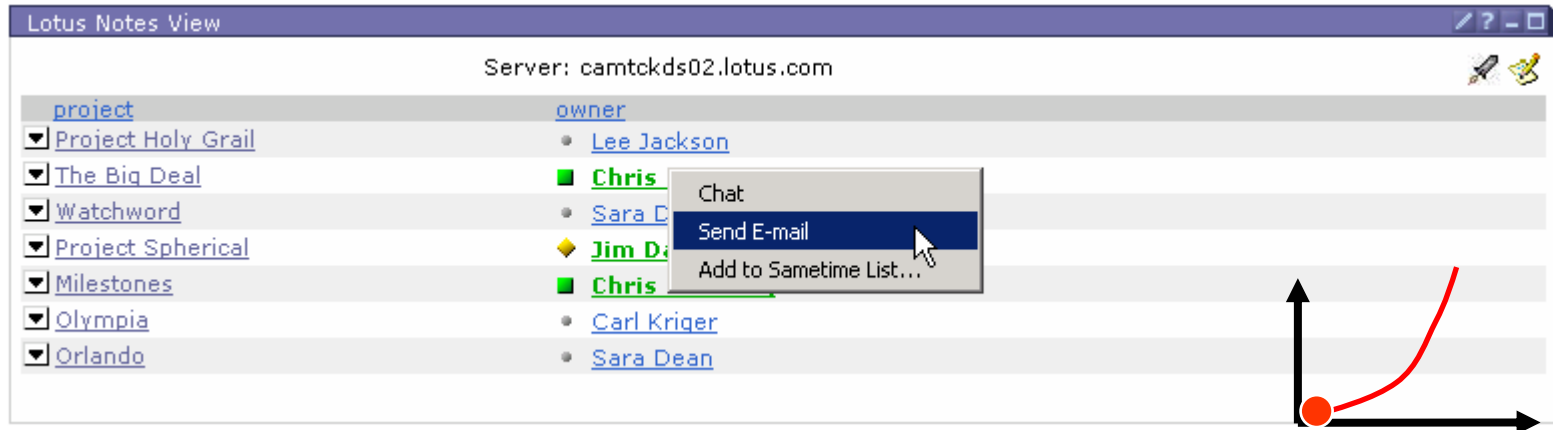 Lotus Notes View
Server: camtckds02.lotus.com
project owner
Project Holy Grail Lee Jackson
The Big Deal Chris
Chat
Watchword Sara D
Send E-mail
Project Spherical Jim Da
Add to Sametime List...
Milestones Chris
Olympia Carl Kriger
Orlando Sara Dean